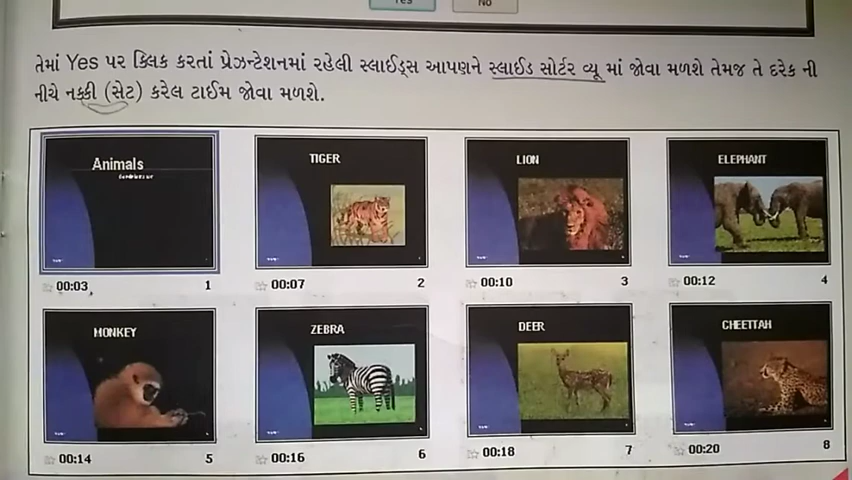 Yes No
તેમાં Yes પર ક્લિક કરતાં પ્રેઝન્ટેશનમાં રહેલી સ્લાઈડ્સ આપણને સ્લાઈડ સોર્ટર વ્યૂ માં જોવા મળશે તેમજ તે દરેક ની
નીચે નક્કી (સેટ) કરેલ ટાઈમ જોવા મળશે.
Animals
TIGER
LION
ELEPHANT
00:03 1
00:07 2
00:10 3
00:12 4
MONKEY
ZEBRA
DEER
CHEETTAH
00:14 5
00:16 6
00:18 7
00:20 8